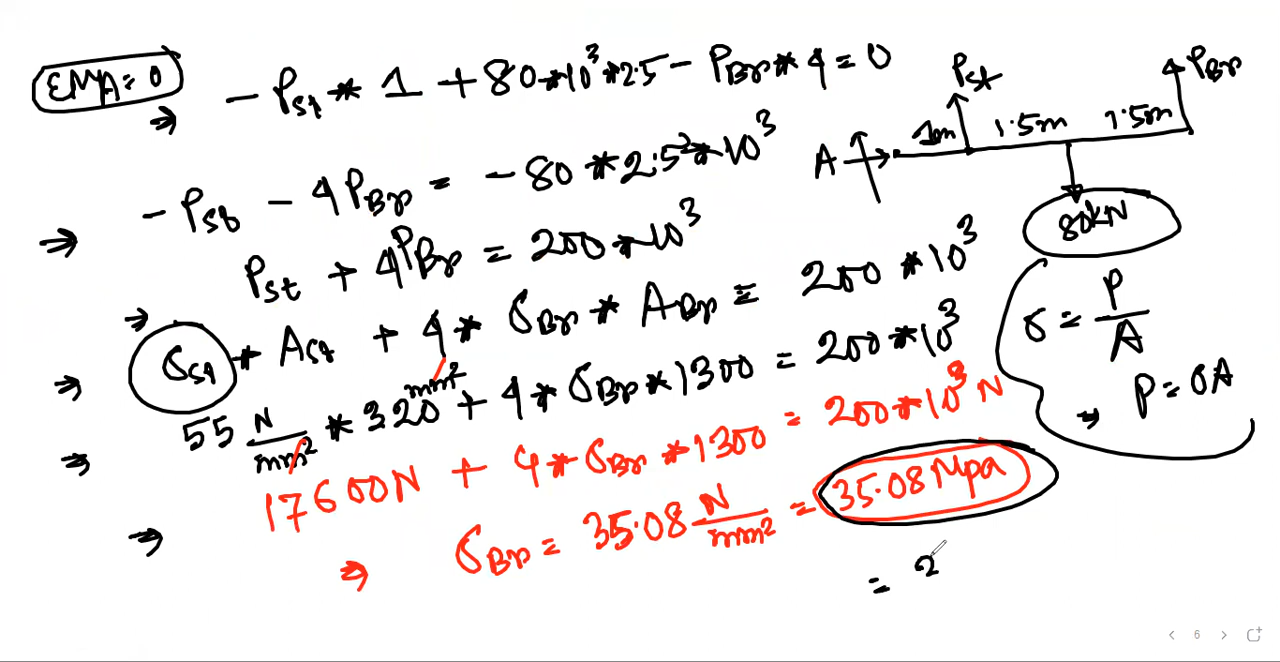 ΣMA = 0
- Pst * 1 + 80*10³*2.5 - PBr * 4 = 0
⇒ - Pst - 4PBr = - 80 * 2.5 * 10³
⇒ Pst + 4PBr = 200 * 10³
⇒ σst * Ast + 4 * σBr * ABr = 200 * 10³
⇒ 55 N/mm² * 320 mm² + 4 * σBr * 1300 = 200 * 10³
⇒ 17600N + 4 * σBr * 1300 = 200 * 10³ N
⇒ σBr = 35.08 N/mm² = 35.08 Mpa
= 2
Pst
PBr
A
1m
1.5m
1.5m
80kN
σ = P/A
⇒ P = σA
6